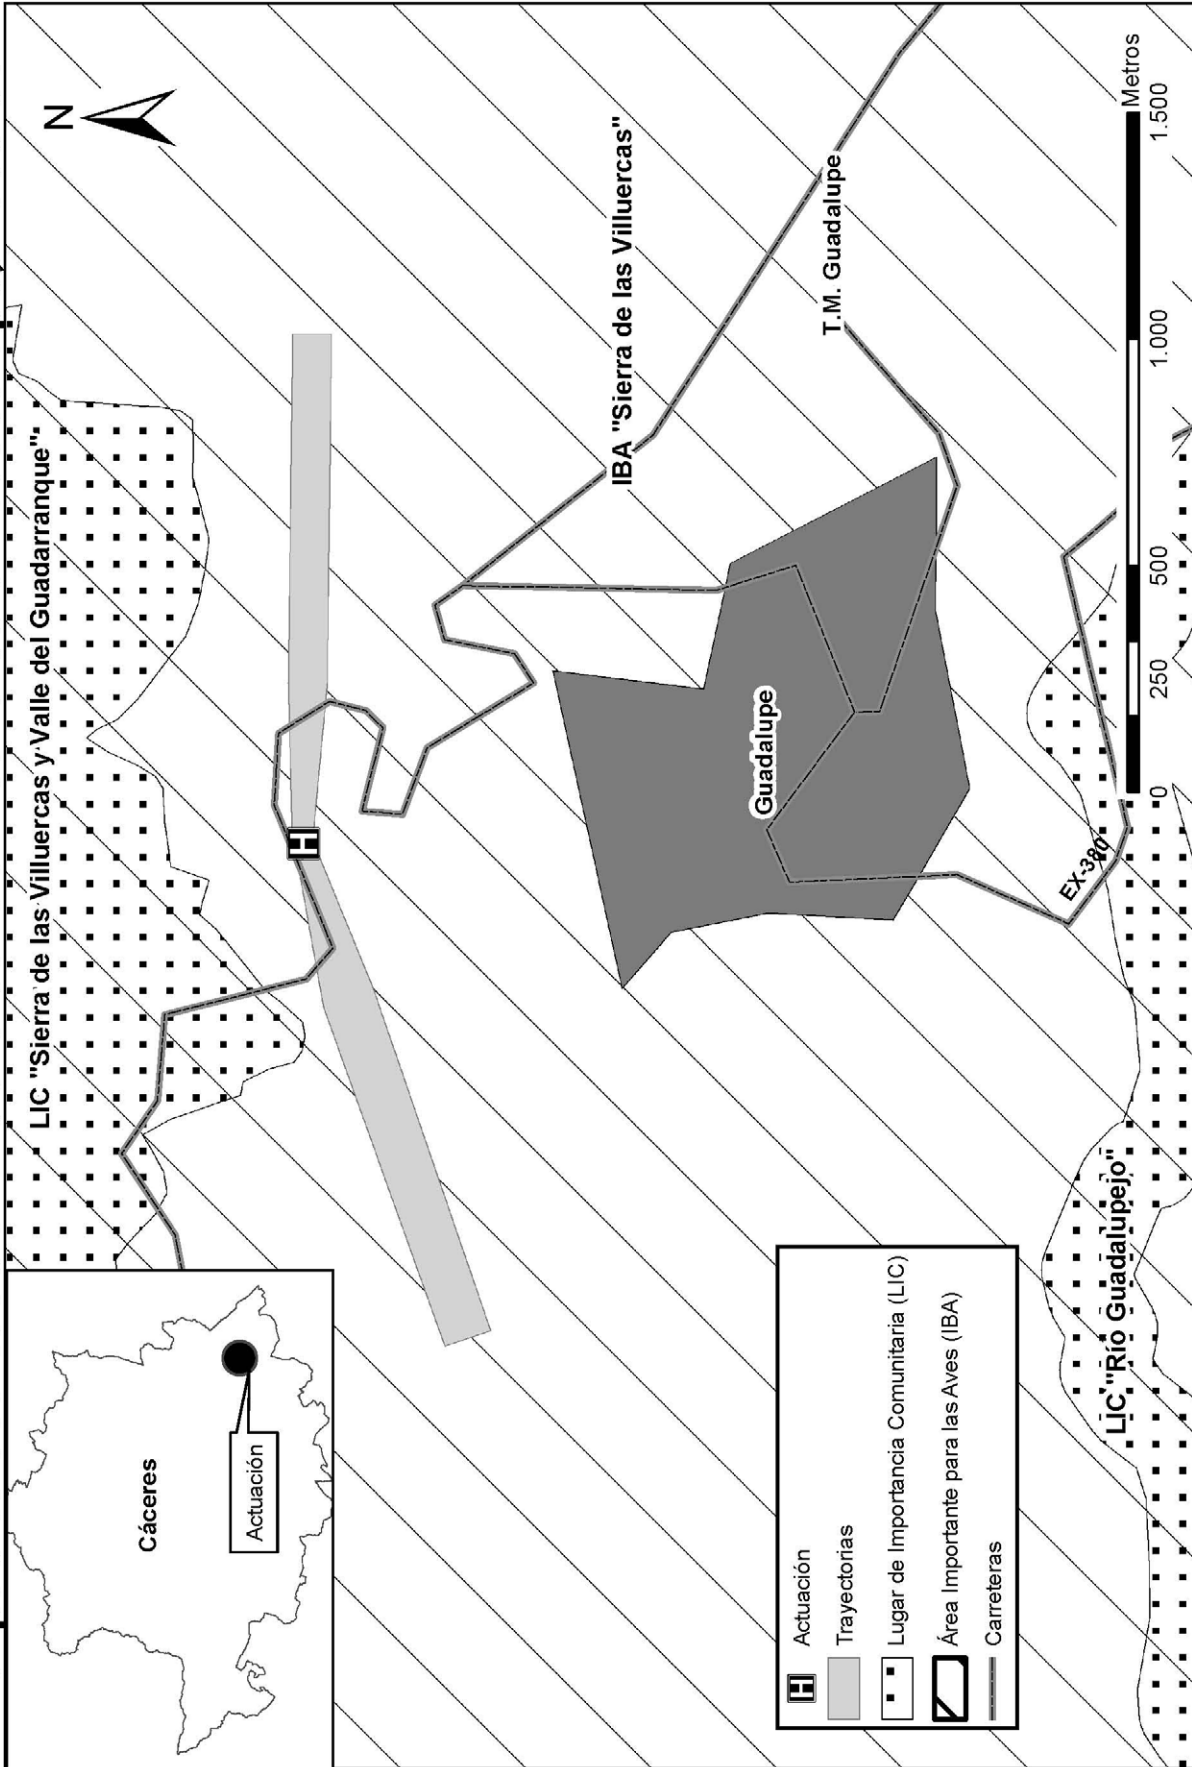 LIC "Sierra de las Villuercas y Valle del Guadarranque"
N
Cáceres
Actuación
H
IBA "Sierra de las Villuercas"
Guadalupe
T.M. Guadalupe
EX-380
LIC "Río Guadalupejo"
H Actuación
Trayectorias
Lugar de Importancia Comunitaria (LIC)
Área Importante para las Aves (IBA)
Carreteras
0 250 500 1.000 1.500
Metros